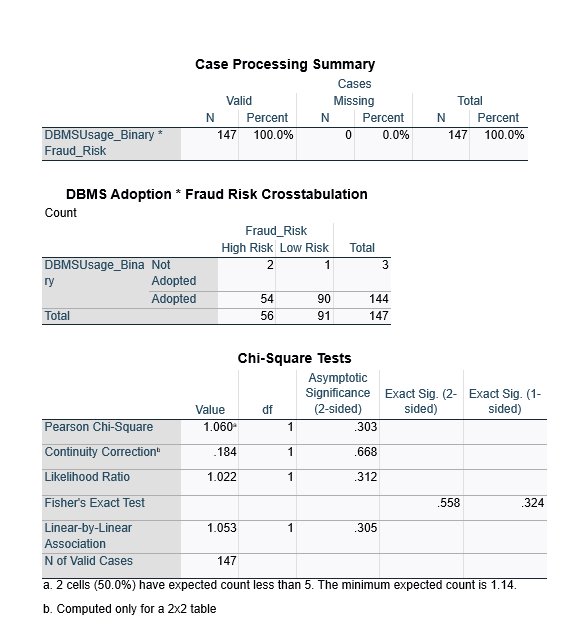 Case Processing Summary
Cases
Valid Missing Total
N Percent N Percent N Percent
DBMSUsage_Binary * 147 100.0% 0 0.0% 147 100.0%
Fraud_Risk
DBMS Adoption * Fraud Risk Crosstabulation
Count
Fraud_Risk
High Risk Low Risk Total
DBMSUsage_Bina Not 2 1 3
ry Adopted
Adopted 54 90 144
Total 56 91 147
Chi-Square Tests
Asymptotic
Significance Exact Sig. (2- Exact Sig. (1-
Value df (2-sided) sided) sided)
Pearson Chi-Square 1.060a 1 .303
Continuity Correctionb .184 1 .668
Likelihood Ratio 1.022 1 .312
Fisher's Exact Test .558 .324
Linear-by-Linear 1.053 1 .305
Association
N of Valid Cases 147
a. 2 cells (50.0%) have expected count less than 5. The minimum expected count is 1.14.
b. Computed only for a 2x2 table